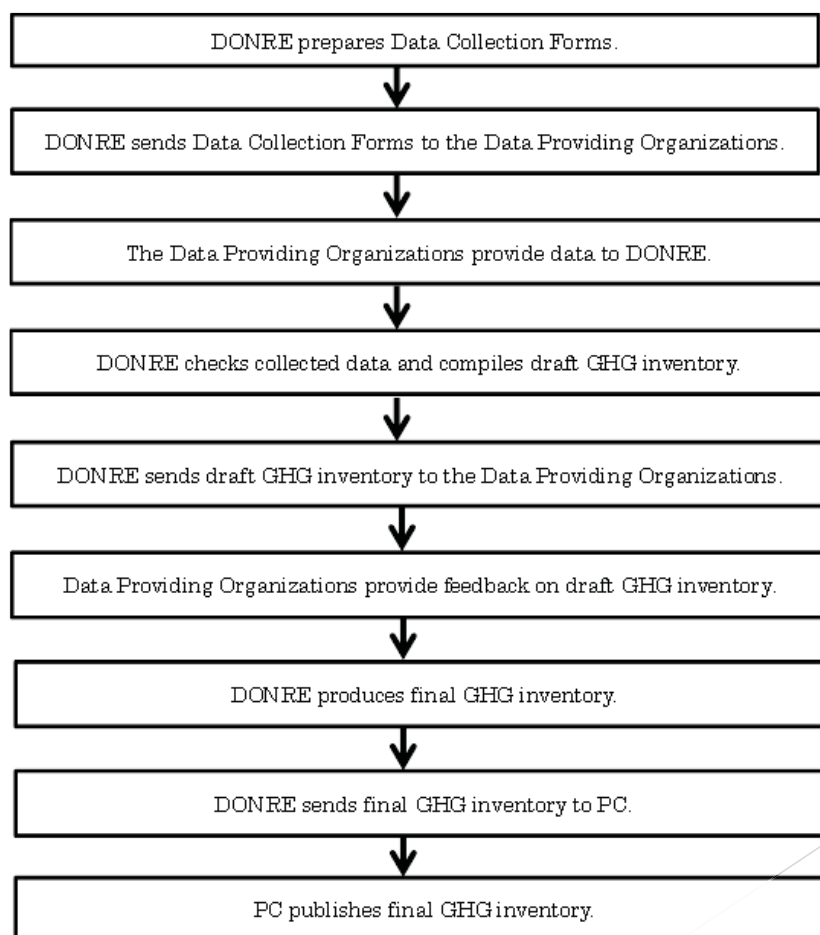 DONRE prepares Data Collection Forms.
DONRE sends Data Collection Forms to the Data Providing Organizations.
The Data Providing Organizations provide data to DONRE.
DONRE checks collected data and compiles draft GHG inventory.
DONRE sends draft GHG inventory to the Data Providing Organizations.
Data Providing Organizations provide feedback on draft GHG inventory.
DONRE produces final GHG inventory.
DONRE sends final GHG inventory to PC.
PC publishes final GHG inventory.